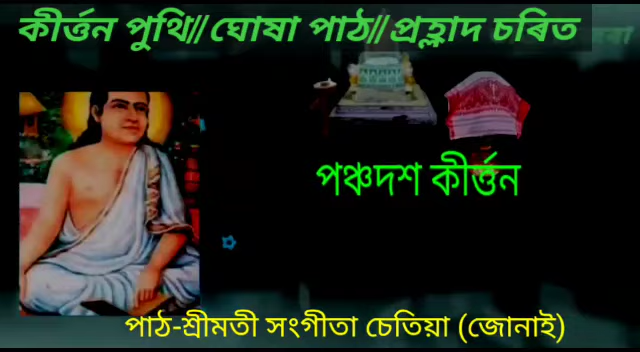 কীৰ্ত্তন পুথি//ঘোষা পাঠ//প্ৰহ্লাদ চৰিত
পঞ্চদশ কীৰ্ত্তন
পাঠ-শ্ৰীমতী সংগীতা চেতিয়া (জোনাই)